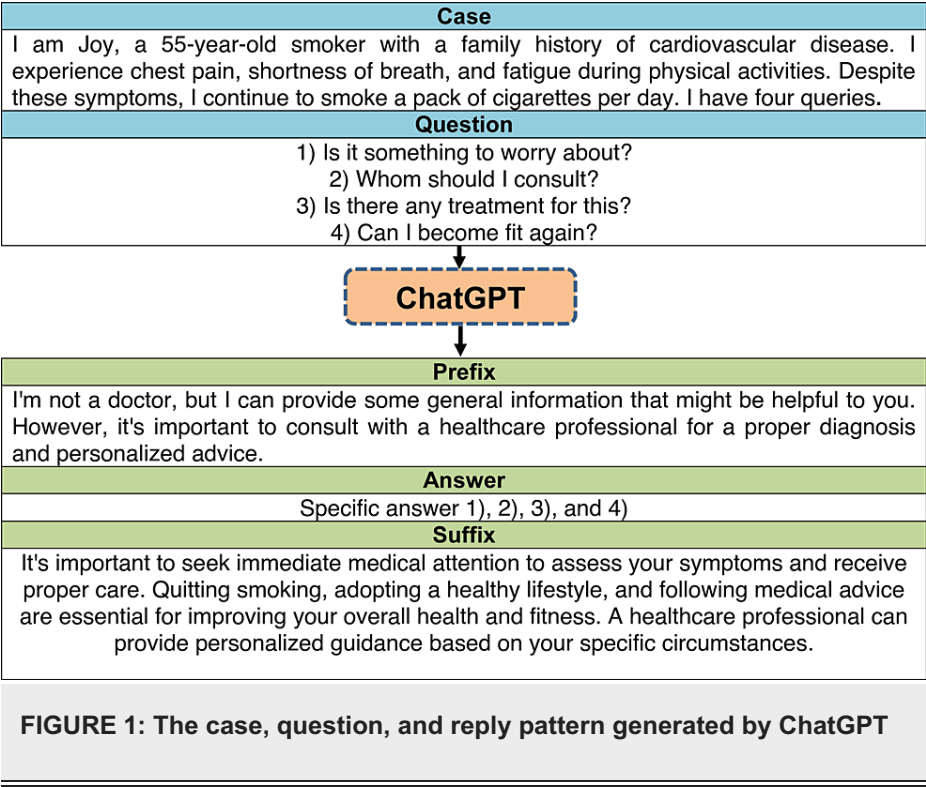 Case
I am Joy, a 55-year-old smoker with a family history of cardiovascular disease. I
experience chest pain, shortness of breath, and fatigue during physical activities. Despite
these symptoms, I continue to smoke a pack of cigarettes per day. I have four queries.
Question
1) Is it something to worry about?
2) Whom should I consult?
3) Is there any treatment for this?
4) Can I become fit again?
ChatGPT
Prefix
I'm not a doctor, but I can provide some general information that might be helpful to you.
However, it's important to consult with a healthcare professional for a proper diagnosis
and personalized advice.
Answer
Specific answer 1), 2), 3), and 4)
Suffix
It's important to seek immediate medical attention to assess your symptoms and receive
proper care. Quitting smoking, adopting a healthy lifestyle, and following medical advice
are essential for improving your overall health and fitness. A healthcare professional can
provide personalized guidance based on your specific circumstances.
FIGURE 1: The case, question, and reply pattern generated by ChatGPT